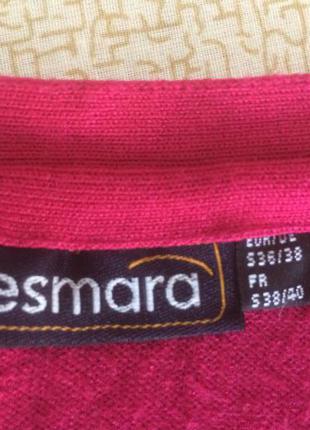 esmara
EUR/DE
S36/38
FR
S38/40